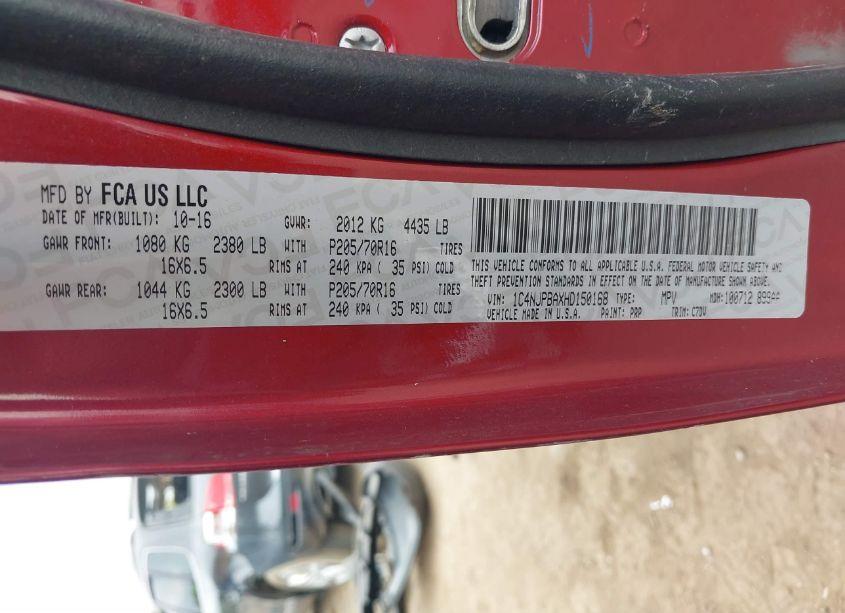 MFD BY FCA US LLC
DATE OF MFR(BUILT): 10-16 GVWR: 2012 KG 4435 LB
GAWR FRONT: 1080 KG 2380 LB WITH P205/70R16 TIRES
16X6.5 RIMS AT 240 KPA ( 35 PSI) COLD
GAWR REAR: 1044 KG 2300 LB WITH P205/70R16 TIRES
16X6.5 RIMS AT 240 KPA ( 35 PSI) COLD
THIS VEHICLE CONFORMS TO ALL APPLICABLE U.S.A. FEDERAL MOTOR VEHICLE SAFETY AND
THEFT PREVENTION STANDARDS IN EFFECT ON THE DATE OF MANUFACTURE SHOWN ABOVE.
VIN: 1C4NJPBAXHD150168 TYPE: MPV MDH: 100712 899AA
VEHICLE MADE IN U.S.A. PAINT: PRP TRIM: C7DV